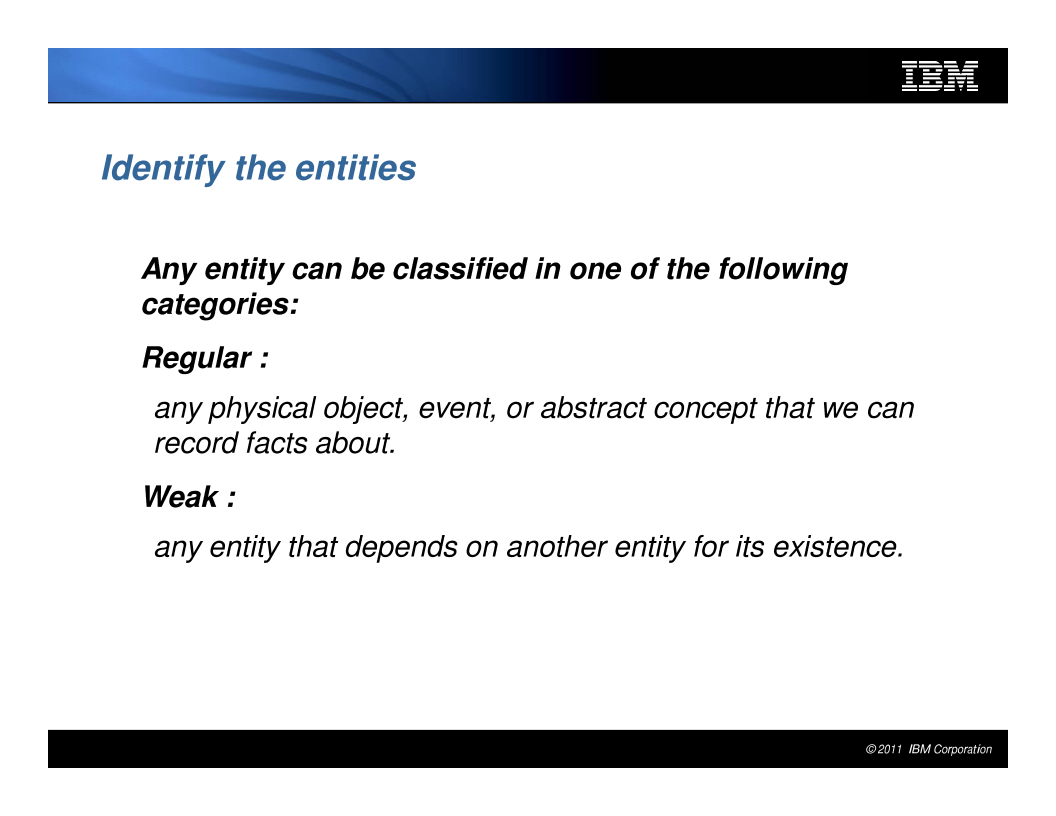 IBM
Identify the entities
Any entity can be classified in one of the following
categories:
Regular :
any physical object, event, or abstract concept that we can
record facts about.
Weak :
any entity that depends on another entity for its existence.
© 2011 IBM Corporation